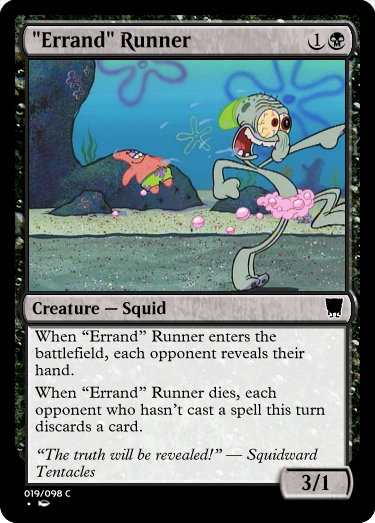 "Errand" Runner 1
Creature — Squid
When “Errand” Runner enters the
battlefield, each opponent reveals their
hand.
When “Errand” Runner dies, each
opponent who hasn’t cast a spell this turn
discards a card.
“The truth will be revealed!” — Squidward
Tentacles
3/1
019/098 C